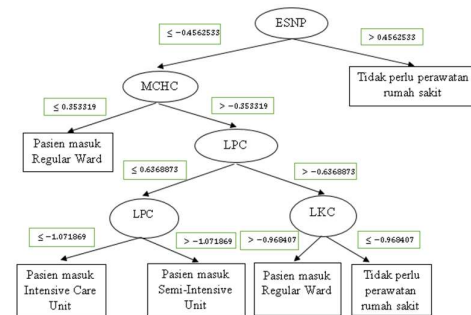 ESNP
≤ −0.4562533
> 0.4562533
MCHC
Tidak perlu perawatan
rumah sakit
≤ 0.353319
> −0.353319
Pasien masuk
Regular Ward
LPC
≤ 0.6368873
> −0.6368873
LPC
LKC
≤ −1.071869
> −1.071869
> −0.968407
≤ −0.968407
Pasien masuk
Intensive Care
Unit
Pasien masuk
Semi-Intensive
Unit
Pasien masuk
Regular Ward
Tidak perlu
perawatan
rumah sakit